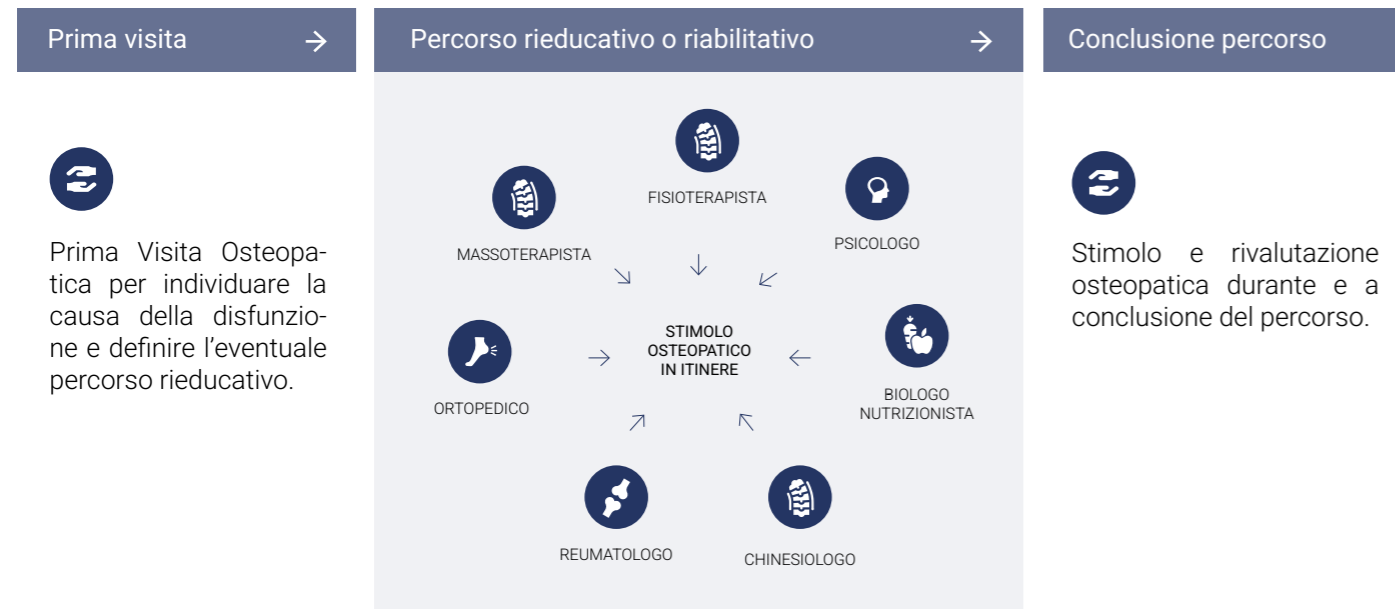 Prima visita
Percorso rieducativo o riabilitativo
Conclusione percorso
Prima Visita Osteopa-
tica per individuare la
causa della disfunzio-
ne e definire l'eventuale
percorso rieducativo.
FISIOTERAPISTA
PSICOLOGO
MASSOTERAPISTA
STIMOLO
OSTEOPATICO
IN ITINERE
BIOLOGO
NUTRIZIONISTA
ORTOPEDICO
REUMATOLOGO
CHINESIOLOGO
Stimolo e rivalutazione
osteopatica durante e a
conclusione del percorso.